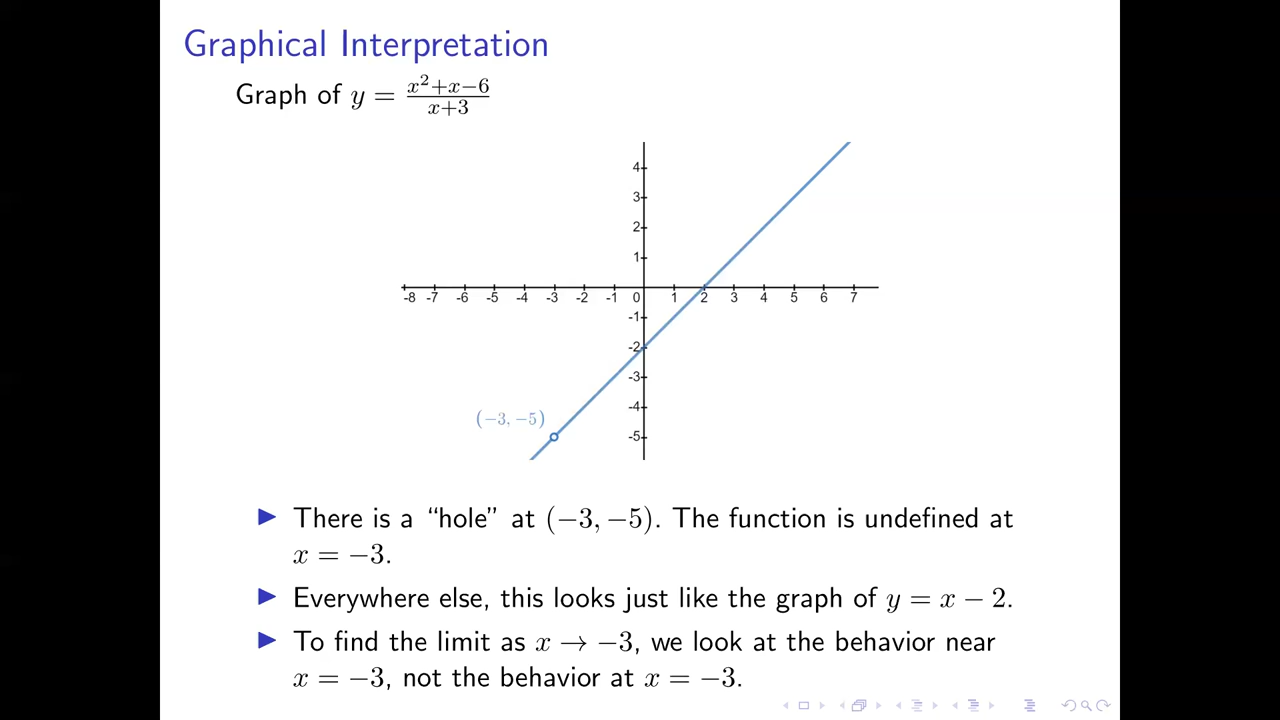 Graphical Interpretation
Graph of y = \frac{x^2+x-6}{x+3}
4
3
2
1
-8 -7 -6 -5 -4 -3 -2 -1 0 1 2 3 4 5 6 7
-1
-2
-3
(−3, −5)
-4
-5
There is a “hole” at (−3, −5). The function is undefined at
x = −3.
Everywhere else, this looks just like the graph of y = x − 2.
To find the limit as x → −3, we look at the behavior near
x = −3, not the behavior at x = −3.